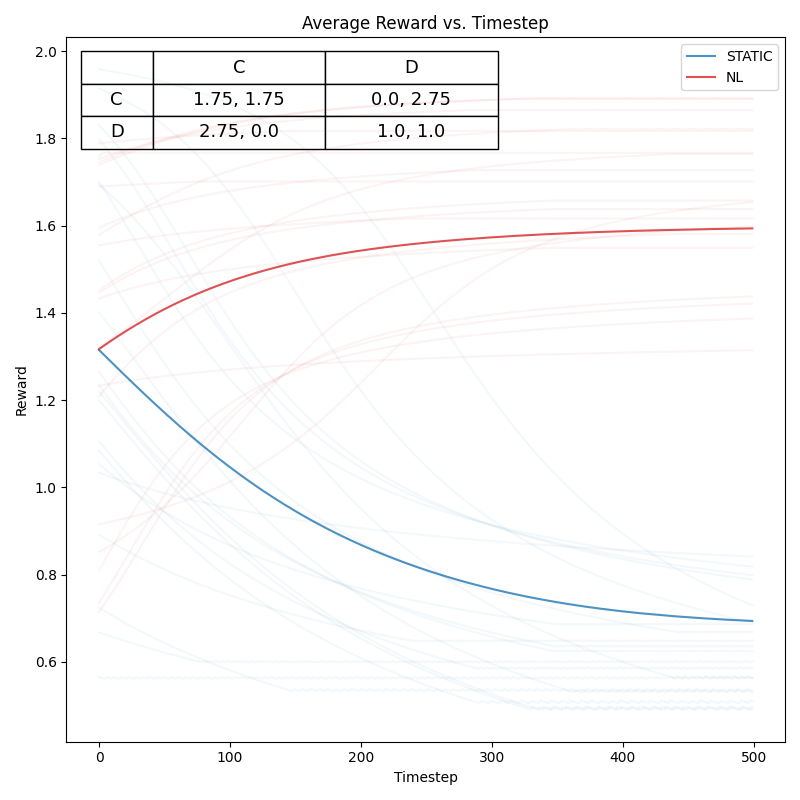 Average Reward vs. Timestep
C D
C 1.75, 1.75 0.0, 2.75
D 2.75, 0.0 1.0, 1.0
STATIC
NL
Reward
2.0
1.8
1.6
1.4
1.2
1.0
0.8
0.6
0 100 200 300 400 500
Timestep